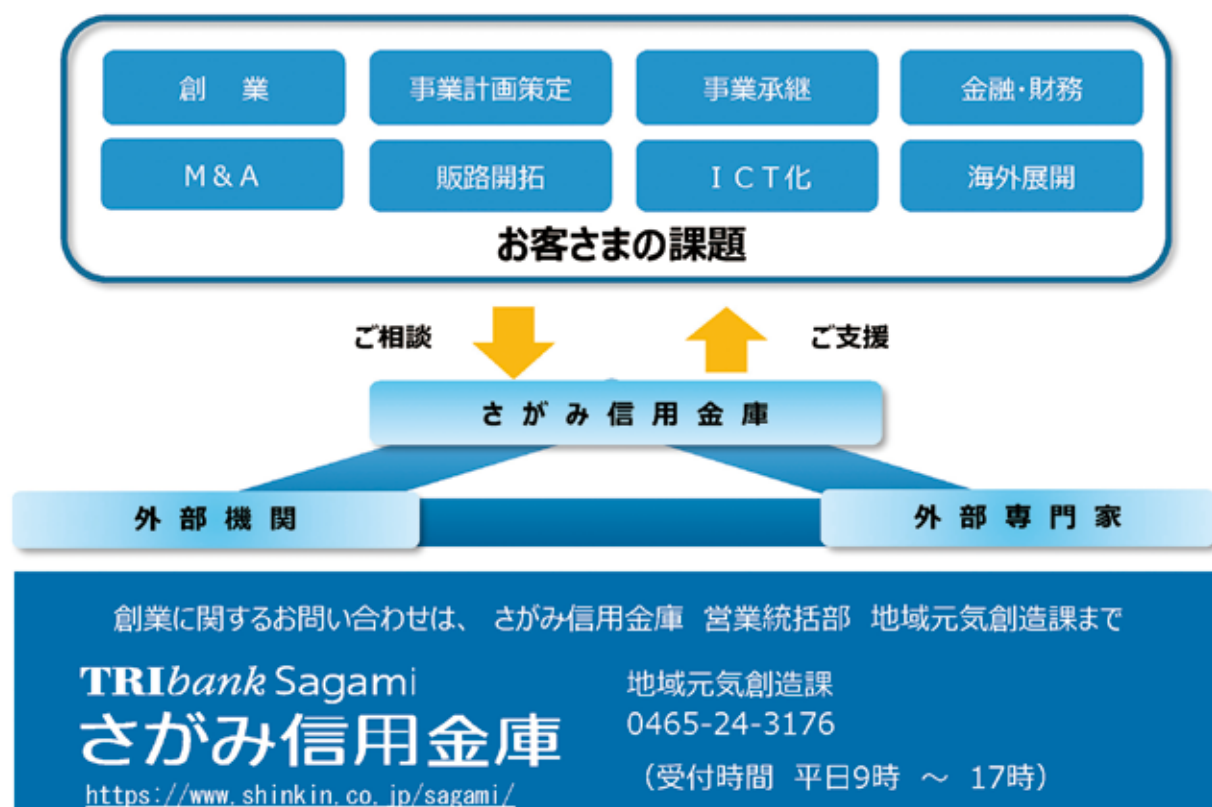 創　業　事業計画策定　事業承継　金融・財務
Ｍ＆Ａ　販路開拓　ＩＣＴ化　海外展開
お客さまの課題
ご相談　ご支援
さがみ信用金庫
外部機関　外部専門家
創業に関するお問い合わせは、 さがみ信用金庫 営業統括部 地域元気創造課まで
TRIbank Sagami
さがみ信用金庫
https://www.shinkin.co.jp/sagami/
地域元気創造課
0465-24-3176
（受付時間 平日9時 ～ 17時）